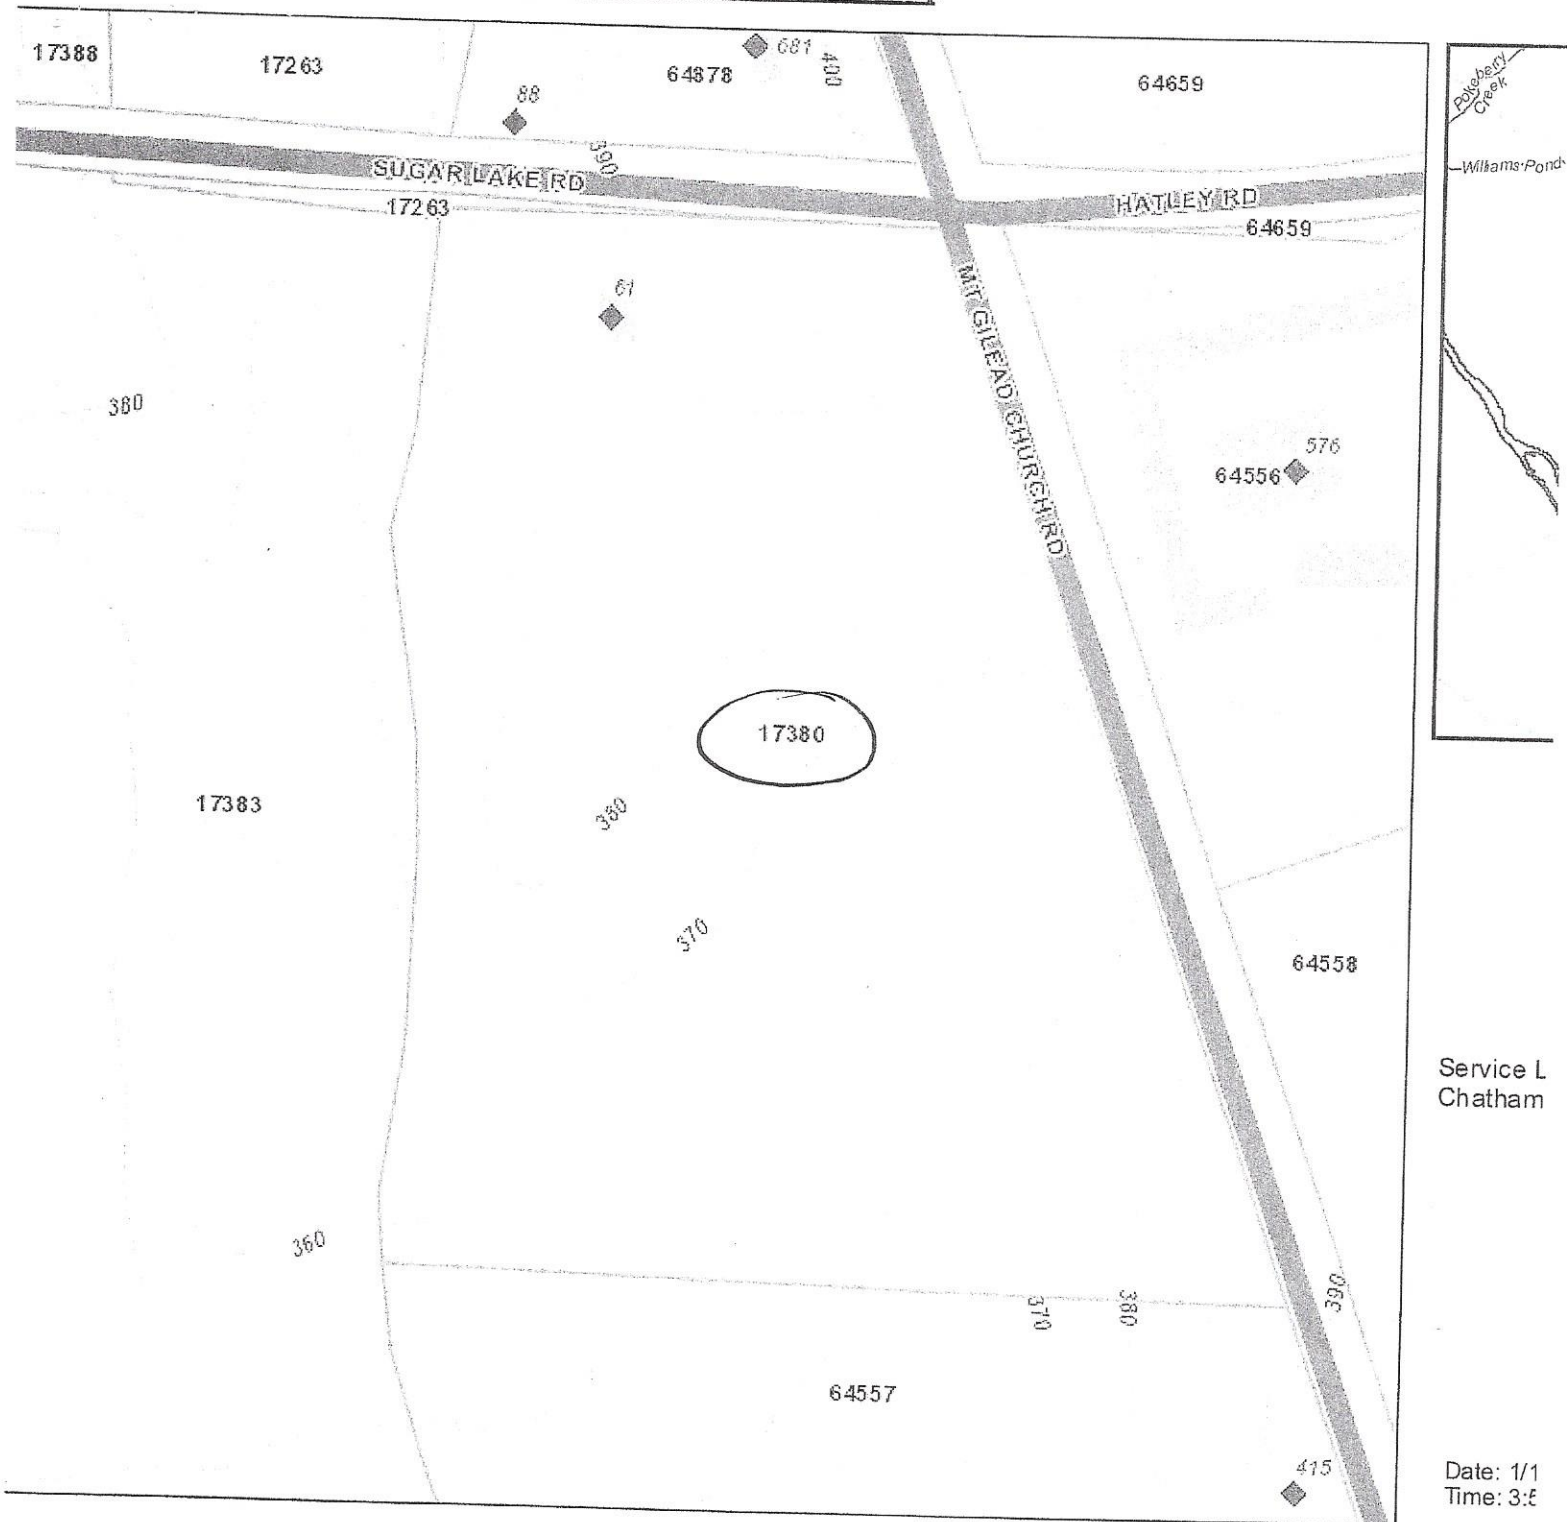 17388
17263
64878
681
400
64659
Pokeberry
Creek
88
390
Williams Pond
SUGAR LAKE RD
17263
HATLEY RD
64659
61
MT GILEAD CHURCH RD
380
576
64556
17380
17383
380
370
64558
Service L
Chatham
360
370
380
390
64557
415
Date: 1/1
Time: 3:5